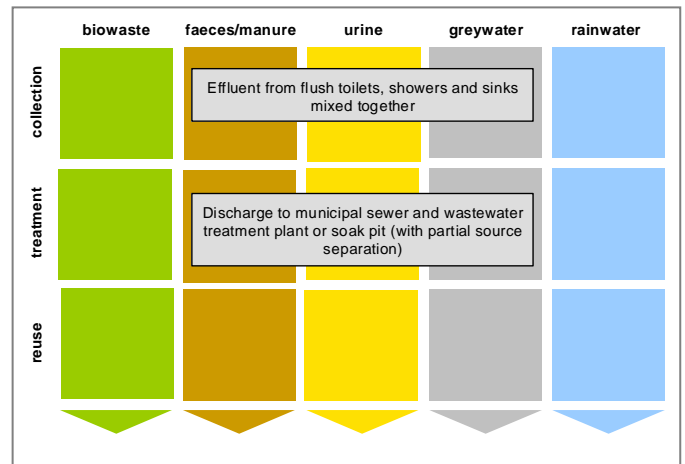 biowaste faeces/manure urine greywater rainwater
collection
Effluent from flush toilets, showers and sinks
mixed together
treatment
Discharge to municipal sewer and wastewater
treatment plant or soak pit (with partial source
separation)
reuse